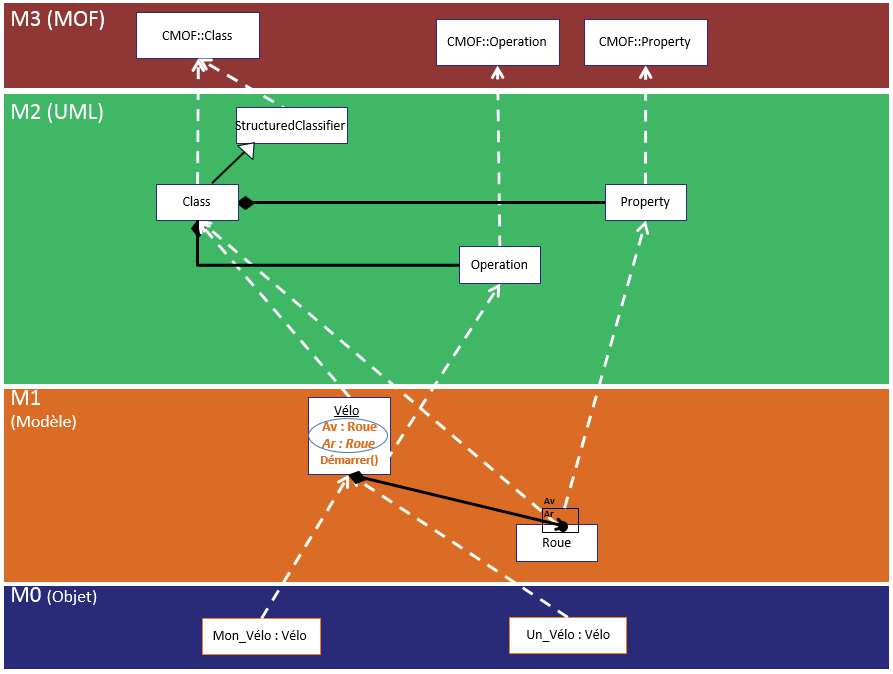 M3 (MOF)
CMOF::Class
CMOF::Operation
CMOF::Property
M2 (UML)
StructuredClassifier
Class
Property
Operation
M1
(Modèle)
Vélo
Av : Roue
Ar : Roue
Démarrer()
Av
Ar
Roue
M0 (Objet)
Mon_Vélo : Vélo
Un_Vélo : Vélo